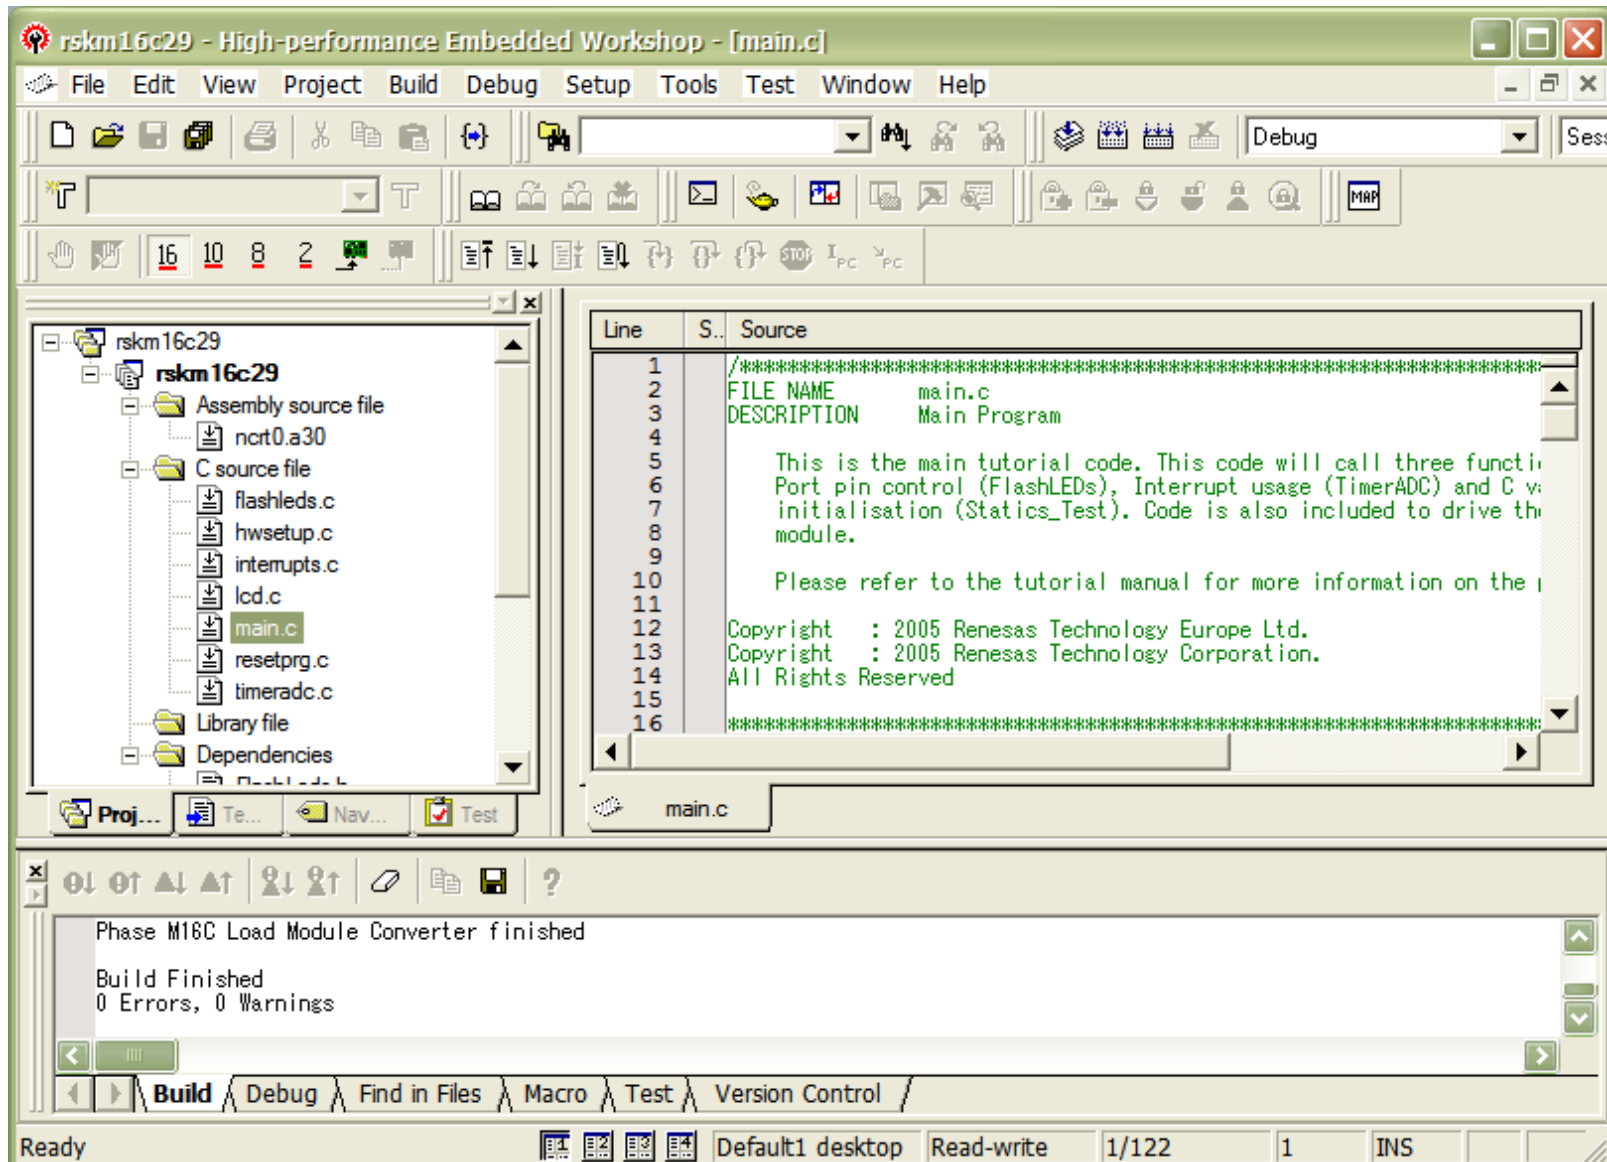 rskm16c29 - High-performance Embedded Workshop - [main.c]
File Edit View Project Build Debug Setup Tools Test Window Help
Debug
16 10 8 2
MAP
STOP
PC
PC
rskm16c29
rskm16c29
Assembly source file
ncrt0.a30
C source file
flashleds.c
hwsetup.c
interrupts.c
lcd.c
main.c
resetprg.c
timeradc.c
Library file
Dependencies
Proj... Te... Nav... Test
Line S.. Source
1 /**********************************************************************
2 FILE NAME main.c
3 DESCRIPTION Main Program
4
5 This is the main tutorial code. This code will call three
6 Port pin control (FlashLEDs), Interrupt usage (TimerADC) and C
7 initialisation (Statics_Test). Code is also included to drive
8 module.
9
10 Please refer to the tutorial manual for more information on the
11
12 Copyright : 2005 Renesas Technology Europe Ltd.
13 Copyright : 2005 Renesas Technology Corporation.
14 All Rights Reserved
15
16 ***********************************************************************
main.c
Phase M16C Load Module Converter finished
Build Finished
0 Errors, 0 Warnings
Build Debug Find in Files Macro Test Version Control
Ready 1 2 3 4 Default1 desktop Read-write 1/122 1 INS